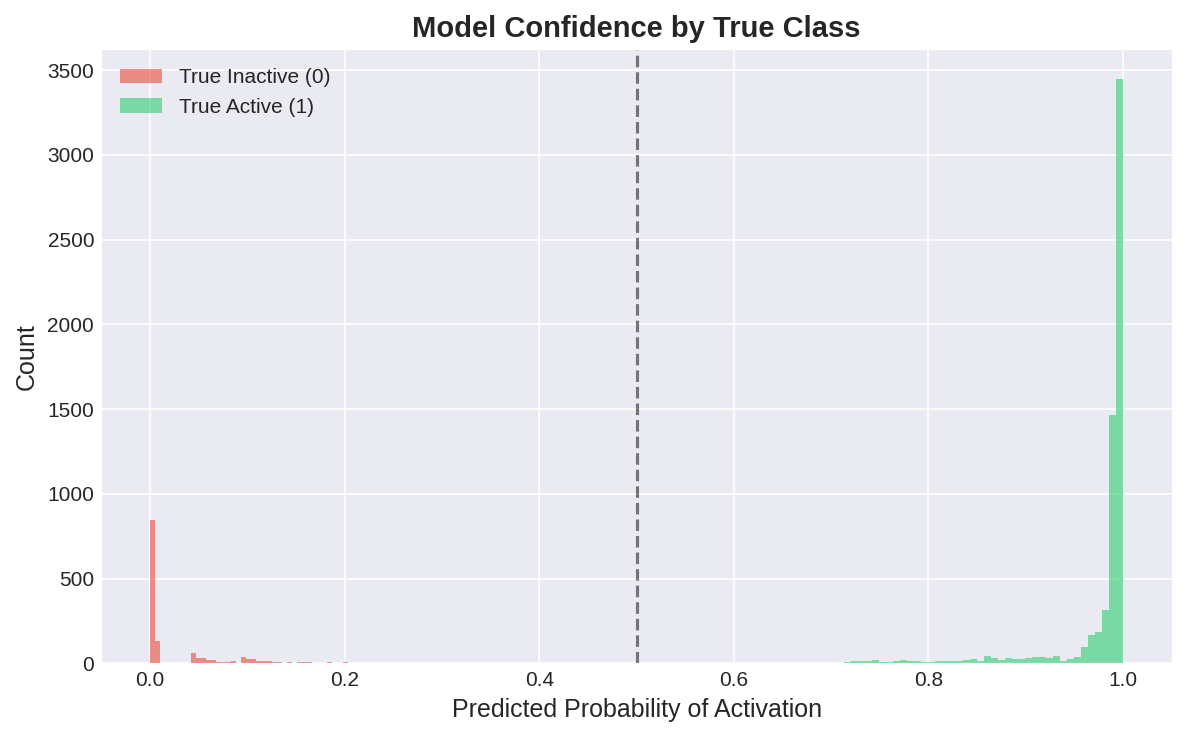 Model Confidence by True Class
True Inactive (0)
True Active (1)
3500
3000
2500
2000
1500
1000
500
0
Count
0.0 0.2 0.4 0.6 0.8 1.0
Predicted Probability of Activation